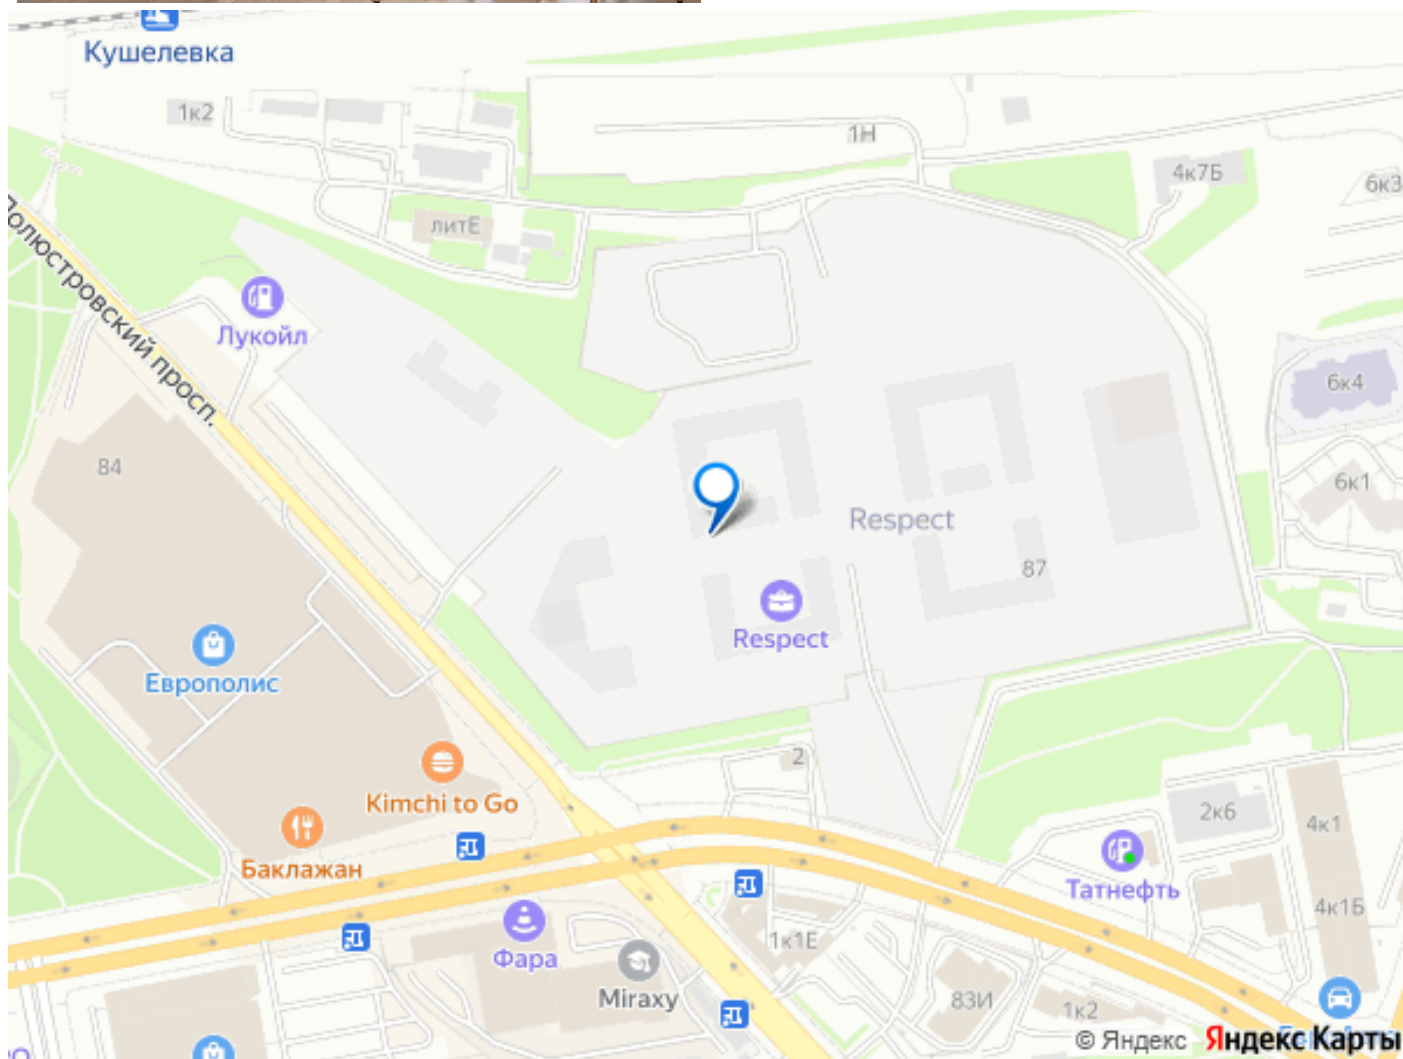 Кушелевка
1к2
1Н
4к7Б
6к3
литЕ
Полюстровский просп.
Лукойл
6к4
84
6к1
Respect
87
Respect
Европолис
2
Kimchi to Go
2к6
4к1
Баклажан
Татнефть
4к1Б
Фара
1к1Е
Miraxy
83И
1к2
© Яндекс Яндекс Карты